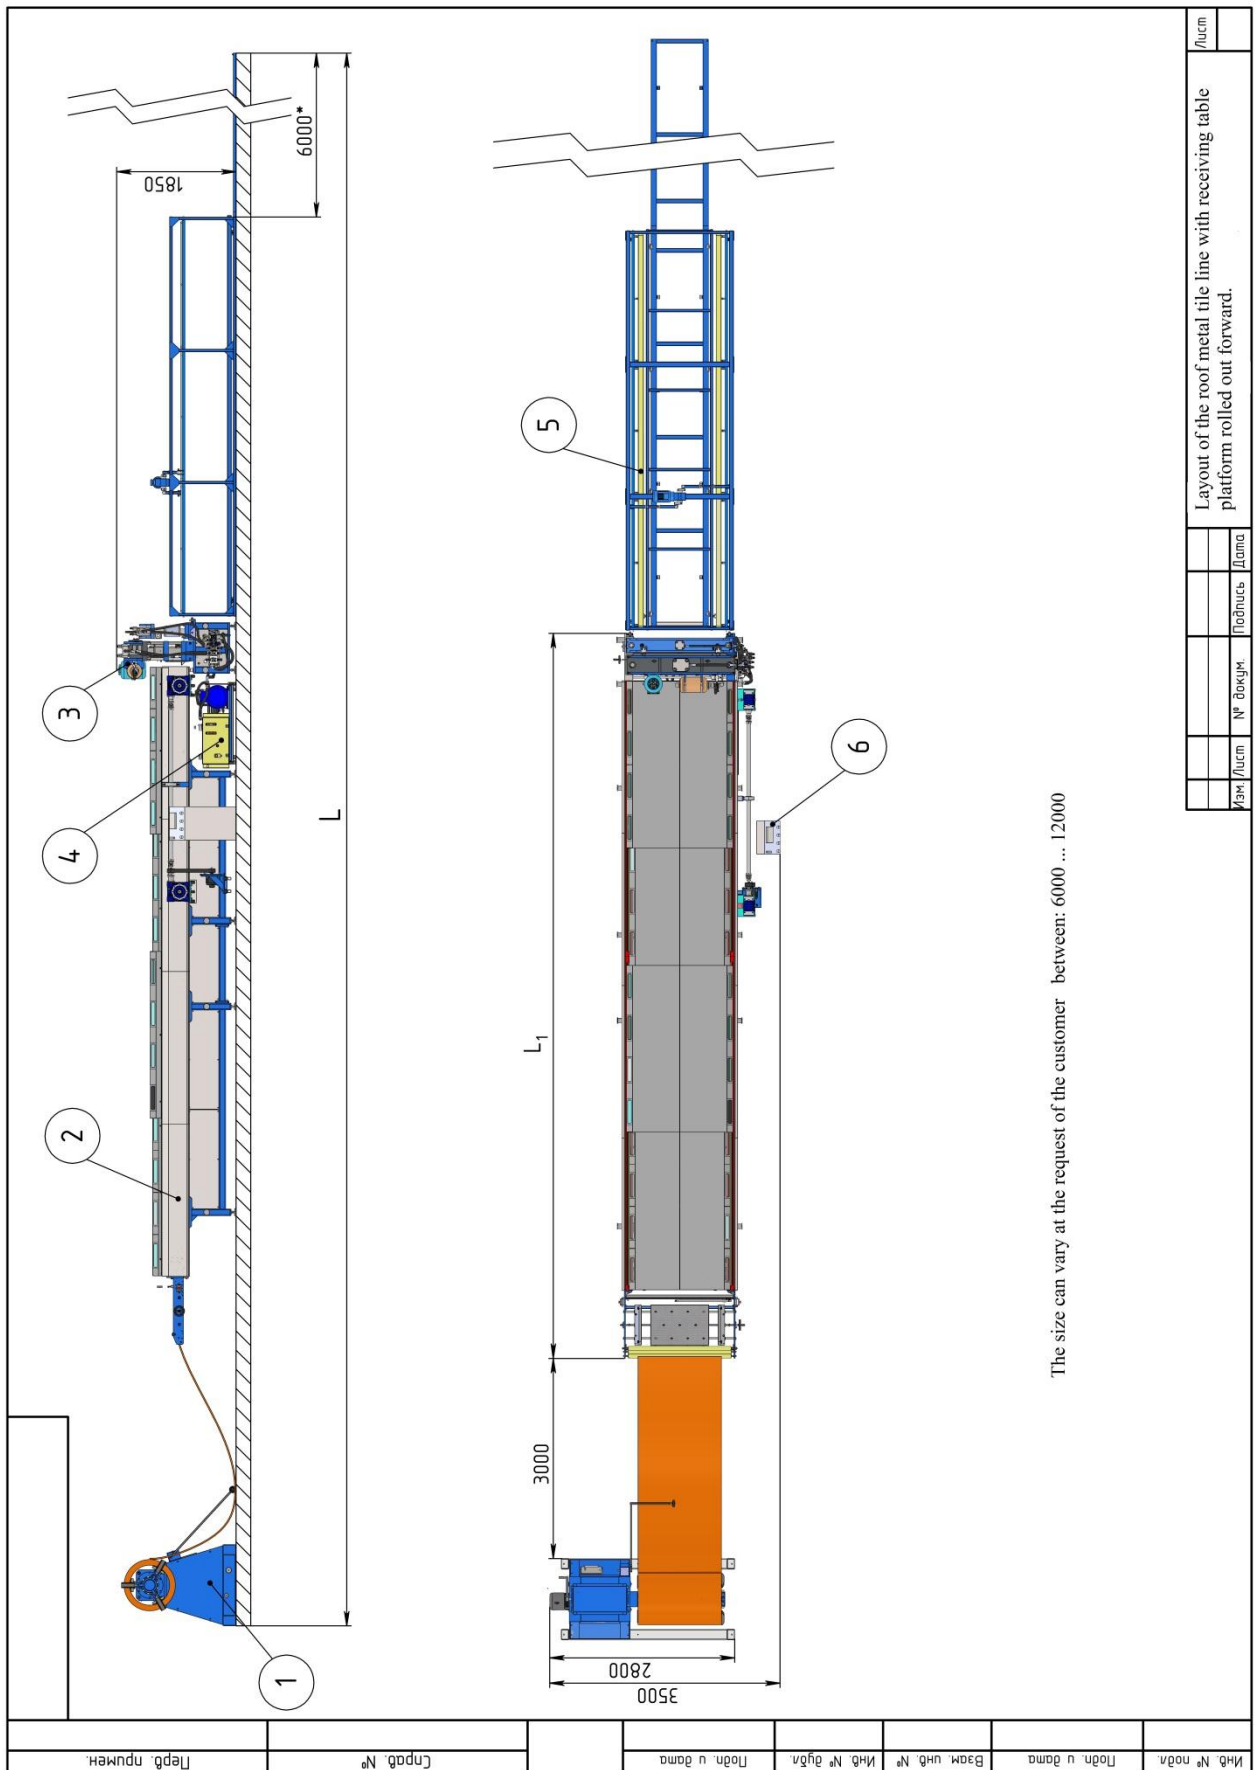 1850
6000*
L
3
4
2
1
5
6
L₁
3000
2800
3500
The size can vary at the request of the customer between: 6000 ... 12000
Layout of the roof metal tile line with receiving table
platform rolled out forward.
Лист
Изм. Лист № докум. Подпись Дата
Перв. примен.
Справ. №
Подп. и дата
Инв. № дубл.
Взам. инв. №
Подп. и дата
Инв. № подл.